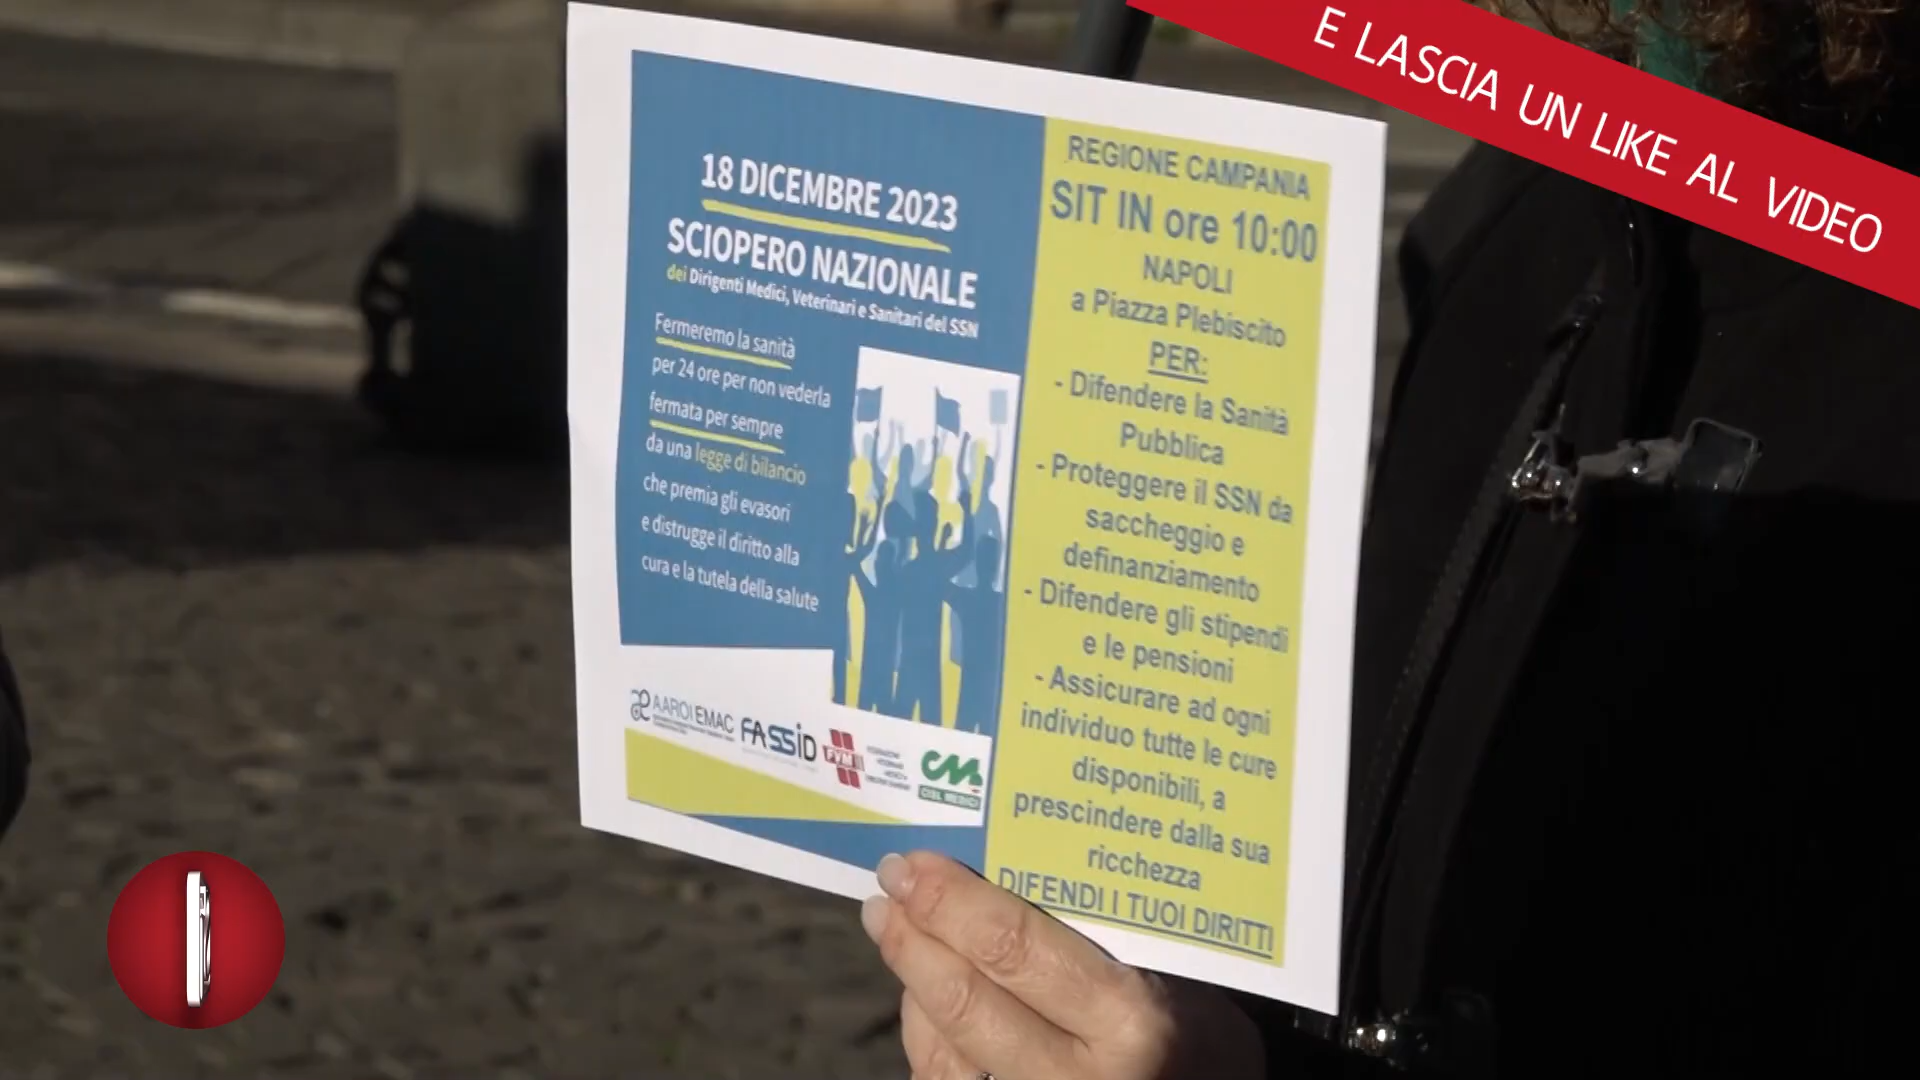 E LASCIA UN LIKE AL VIDEO
18 DICEMBRE 2023
SCIOPERO NAZIONALE
dei Dirigenti Medici, Veterinari e Sanitari del SSN
Fermeremo la sanità
per 24 ore per non vederla
fermata per sempre
da una legge di bilancio
che premia gli evasori
e distrugge il diritto alla
cura e la tutela della salute
AAROI EMAC
FASSID
FVM
CISL MEDICI
REGIONE CAMPANIA
SIT IN ore 10:00
NAPOLI
a Piazza Plebiscito
PER:
- Difendere la Sanità
Pubblica
- Proteggere il SSN da
saccheggio e
definanziamento
- Difendere gli stipendi
e le pensioni
- Assicurare ad ogni
individuo tutte le cure
disponibili, a
prescindere dalla sua
ricchezza
DIFENDI I TUOI DIRITTI